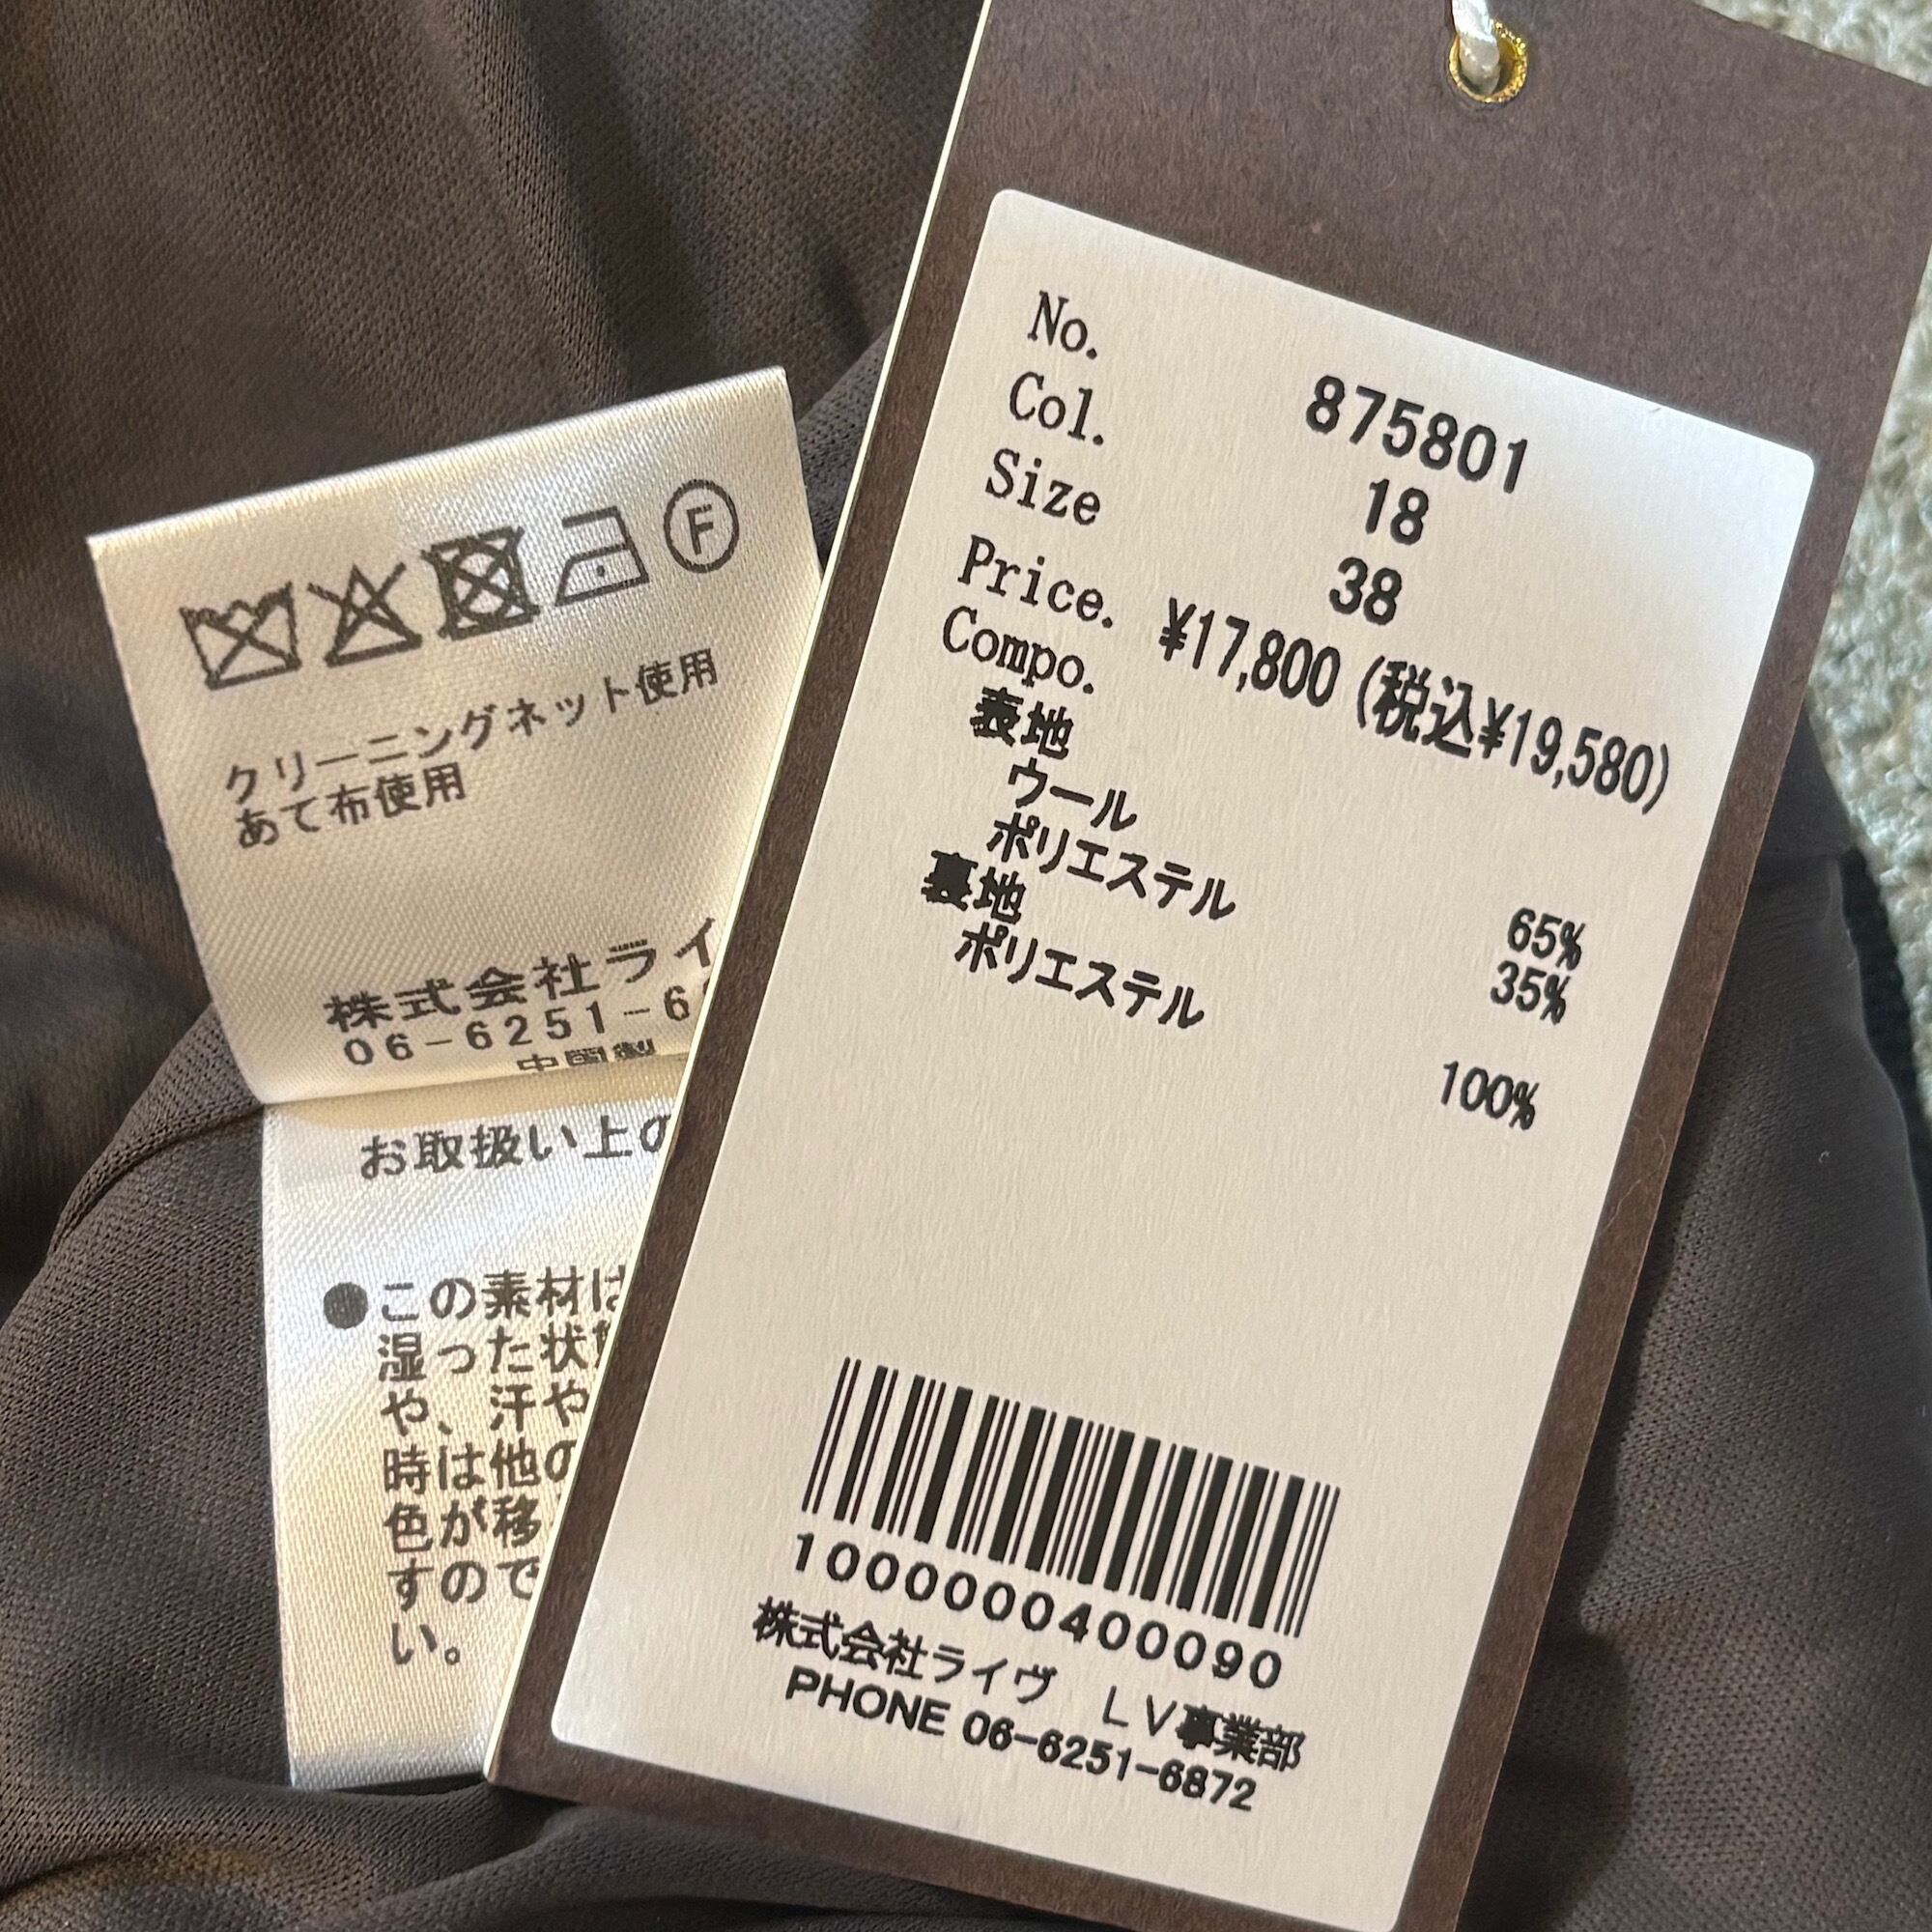 Ⓕ
クリーニングネット使用
あて布使用
株式会社ライ
06-6251-6
中国製
お取扱い上の
●この素材は
湿った状
や、汗や
時は他の
色が移
すので
い。
No. 875801
Col. 18
Size 38
Price. ¥17,800 (税込¥19,580)
Compo.
表地
ウール 65%
ポリエステル 35%
裏地
ポリエステル 100%
1000000400090
株式会社ライヴ LV事業部
PHONE 06-6251-6872